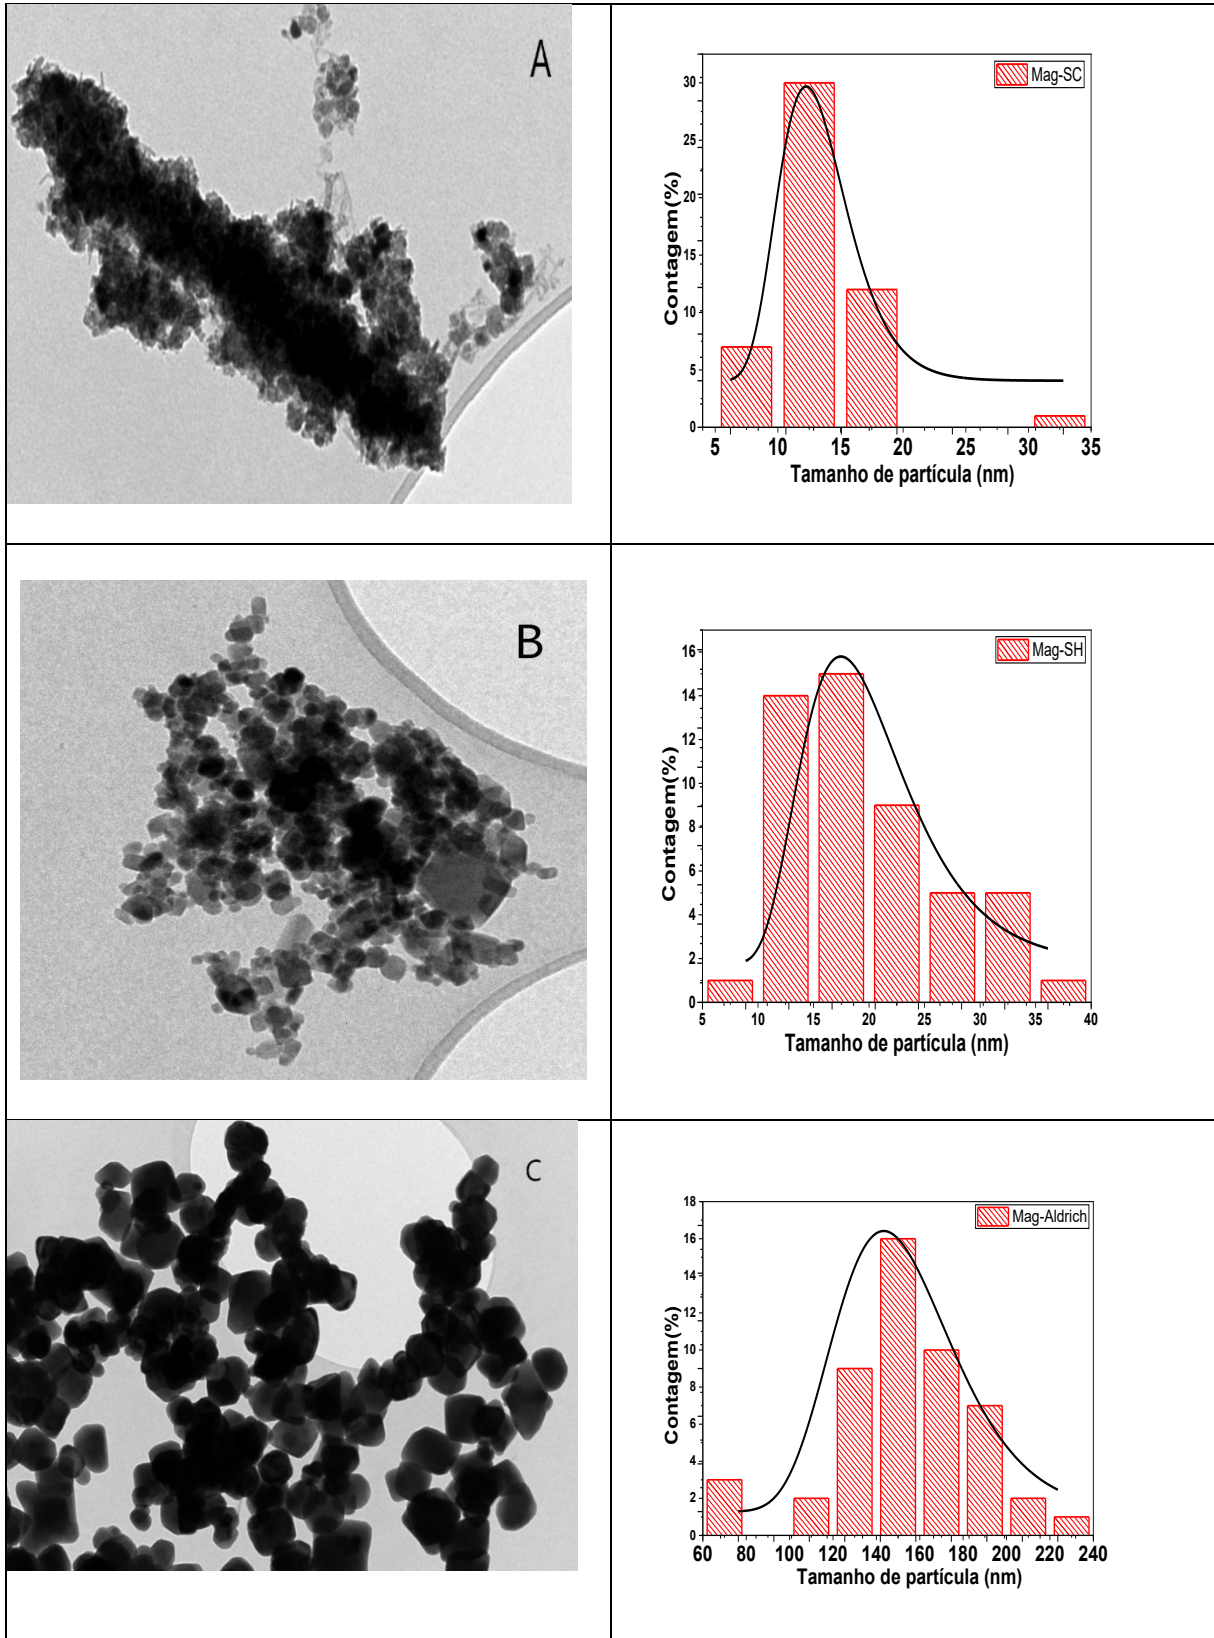 A
Mag-SC
Contagem(%)
30
25
20
15
10
5
0
5 10 15 20 25 30 35
Tamanho de partícula (nm)
B
Mag-SH
Contagem(%)
16
14
12
10
8
6
4
2
0
5 10 15 20 25 30 35 40
Tamanho de partícula (nm)
C
Mag-Aldrich
Contagem(%)
18
16
14
12
10
8
6
4
2
0
60 80 100 120 140 160 180 200 220 240
Tamanho de partícula (nm)